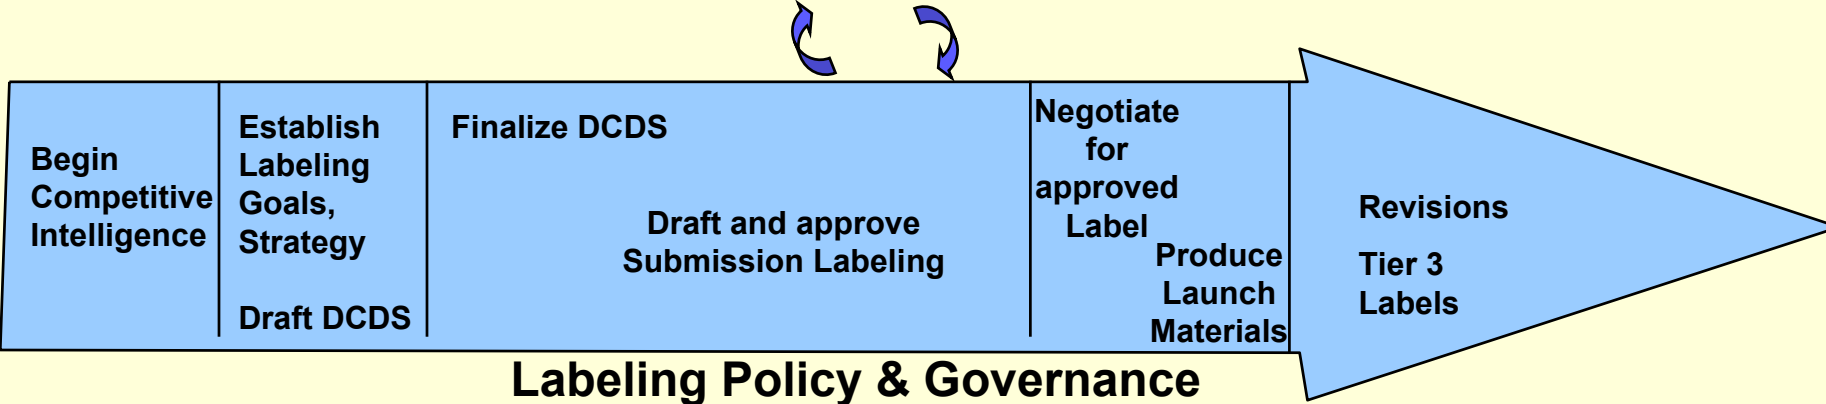 Begin
Competitive
Intelligence
Establish
Labeling
Goals,
Strategy
Draft DCDS
Finalize DCDS
Draft and approve
Submission Labeling
Negotiate
for
approved
Label
Produce
Launch
Materials
Revisions
Tier 3
Labels
Labeling Policy & Governance